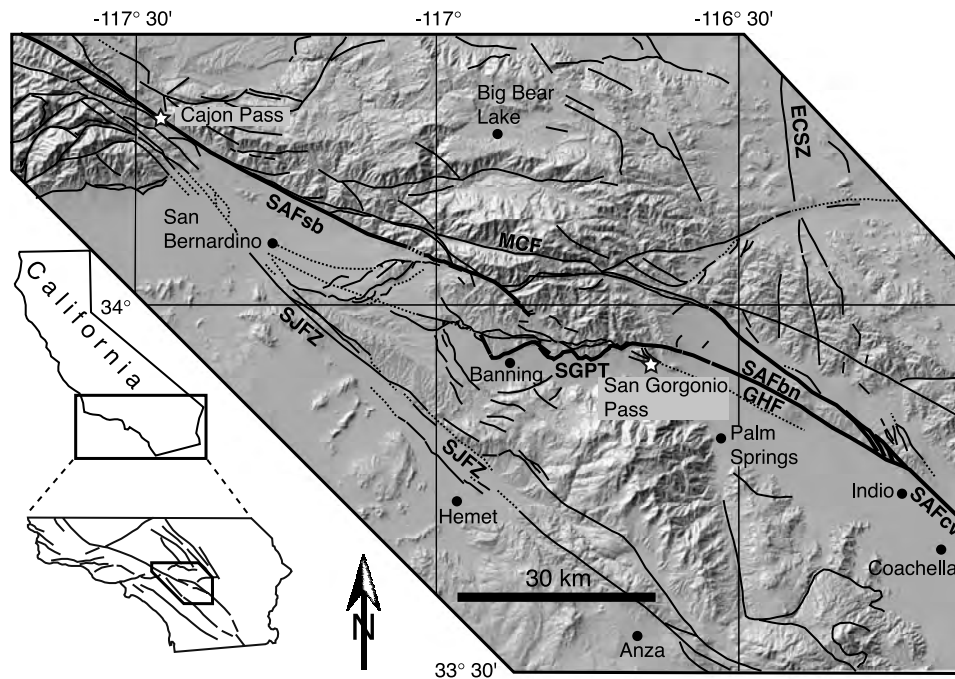 -117° 30'
-117°
-116° 30'
Big Bear
Lake
ECSZ
Cajon Pass
San
Bernardino
SAFsb
MCF
California
34°
SJFZ
Banning
SGPT
San Gorgonio
Pass
SAFbn
GHF
Palm
Springs
SJFZ
Hemet
Indio
SAFcv
Coachella
30 km
N
Anza
33° 30'